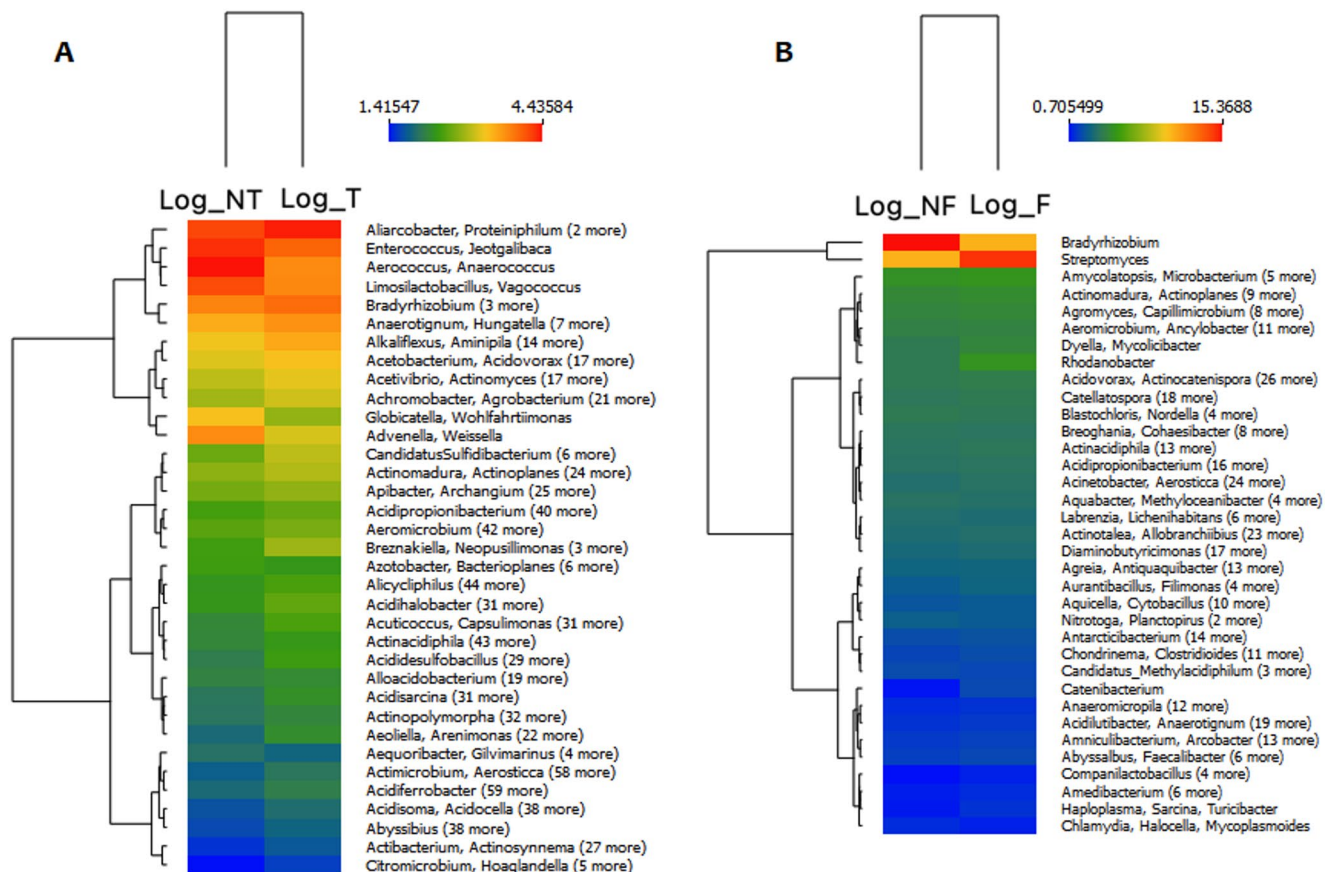 A
1.41547 4.43584
Log_NT Log_T
Aliarcobacter, Proteiniphilum (2 more)
Enterococcus, Jeotgalibaca
Aerococcus, Anaerococcus
Limosilactobacillus, Vagococcus
Bradyrhizobium (3 more)
Anaerotignum, Hungatella (7 more)
Alkaliflexus, Aminipila (14 more)
Acetobacterium, Acidovorax (17 more)
Acetivibrio, Actinomyces (17 more)
Achromobacter, Agrobacterium (21 more)
Globicatella, Wohlfahrtiimonas
Advenella, Weissella
CandidatusSulfidibacterium (6 more)
Actinomadura, Actinoplanes (24 more)
Apibacter, Archangium (25 more)
Acidipropionibacterium (40 more)
Aeromicrobium (42 more)
Breznakiella, Neopusillimonas (3 more)
Azotobacter, Bacterioplanes (6 more)
Alicycliphilus (44 more)
Acidihalobacter (31 more)
Acuticoccus, Capsulimonas (31 more)
Actinacidiphila (43 more)
Acididesulfobacillus (29 more)
Alloacidobacterium (19 more)
Acidisarcina (31 more)
Actinopolymorpha (32 more)
Aeoliella, Arenimonas (22 more)
Aequoribacter, Gilvimarinus (4 more)
Actimicrobium, Aerosticca (58 more)
Acidiferrobacter (59 more)
Acidisoma, Acidocella (38 more)
Abyssibius (38 more)
Actibacterium, Actinosynnema (27 more)
Citromicrobium, Hoaglandella (5 more)
B
0.705499 15.3688
Log_NF Log_F
Bradyrhizobium
Streptomyces
Amycolatopsis, Microbacterium (5 more)
Actinomadura, Actinoplanes (9 more)
Agromyces, Capillimicrobium (8 more)
Aeromicrobium, Ancylobacter (11 more)
Dyella, Mycolicibacter
Rhodanobacter
Acidovorax, Actinocatenispora (26 more)
Catellatospora (18 more)
Blastochloris, Nordella (4 more)
Breoghania, Cohaesibacter (8 more)
Actinacidiphila (13 more)
Acidipropionibacterium (16 more)
Acinetobacter, Aerosticca (24 more)
Aquabacter, Methyloceanibacter (4 more)
Labrenzia, Lichenihabitans (6 more)
Actinotalea, Allobranchiibius (23 more)
Diaminobutyricimonas (17 more)
Agreia, Antiquaquibacter (13 more)
Aurantibacillus, Filimonas (4 more)
Aquicella, Cytobacillus (10 more)
Nitrotoga, Planctopirus (2 more)
Antarcticibacterium (14 more)
Chondrinema, Clostridioides (11 more)
Candidatus_Methylacidiphilum (3 more)
Catenibacterium
Anaeromicropila (12 more)
Acidilutibacter, Anaerotignum (19 more)
Amniculibacterium, Arcobacter (13 more)
Abyssalbus, Faecalibacter (6 more)
Companilactobacillus (4 more)
Amedibacterium (6 more)
Haploplasma, Sarcina, Turicibacter
Chlamydia, Halocella, Mycoplasmoides